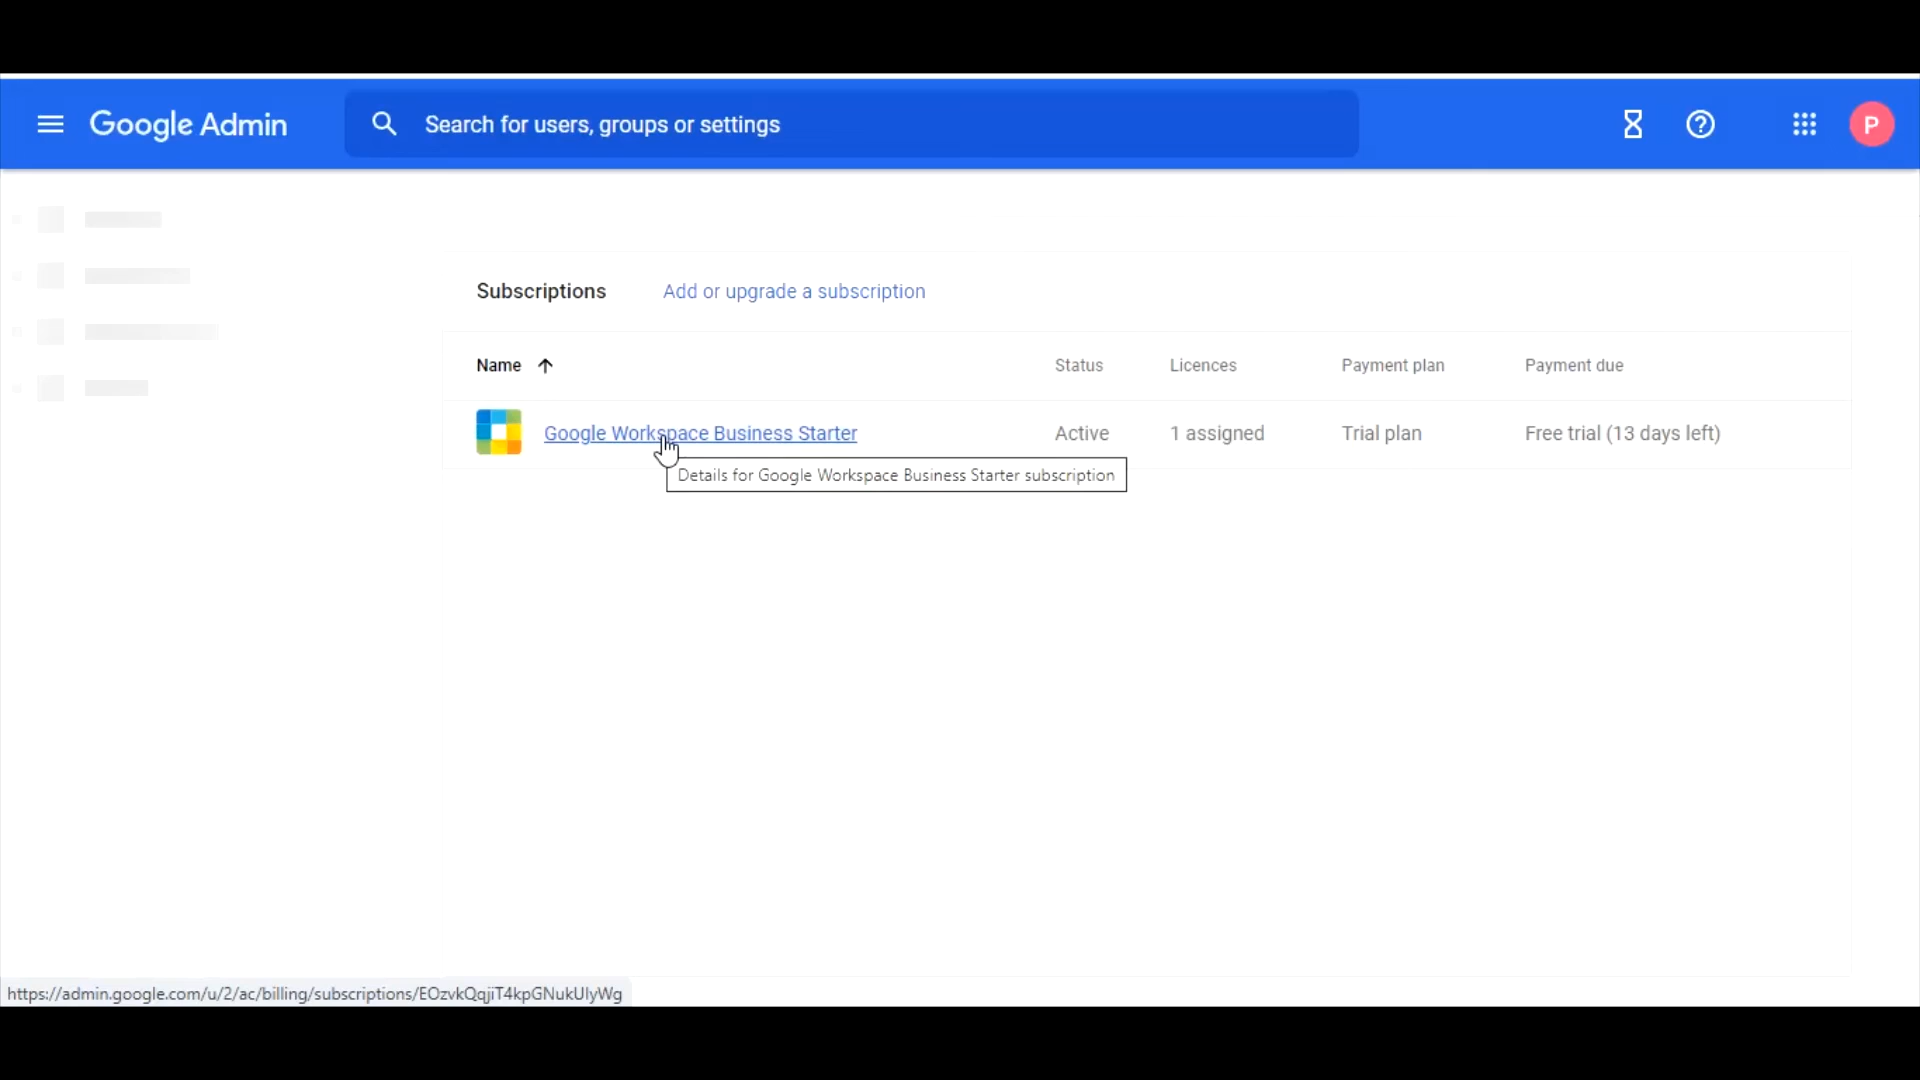 Google Admin
Search for users, groups or settings
P
Subscriptions
Add or upgrade a subscription
Name Status Licences Payment plan Payment due
Google Workspace Business Starter Active 1 assigned Trial plan Free trial (13 days left)
Details for Google Workspace Business Starter subscription
https://admin.google.com/u/2/ac/billing/subscriptions/EOzvkQqjiT4kpGNukUIyWg